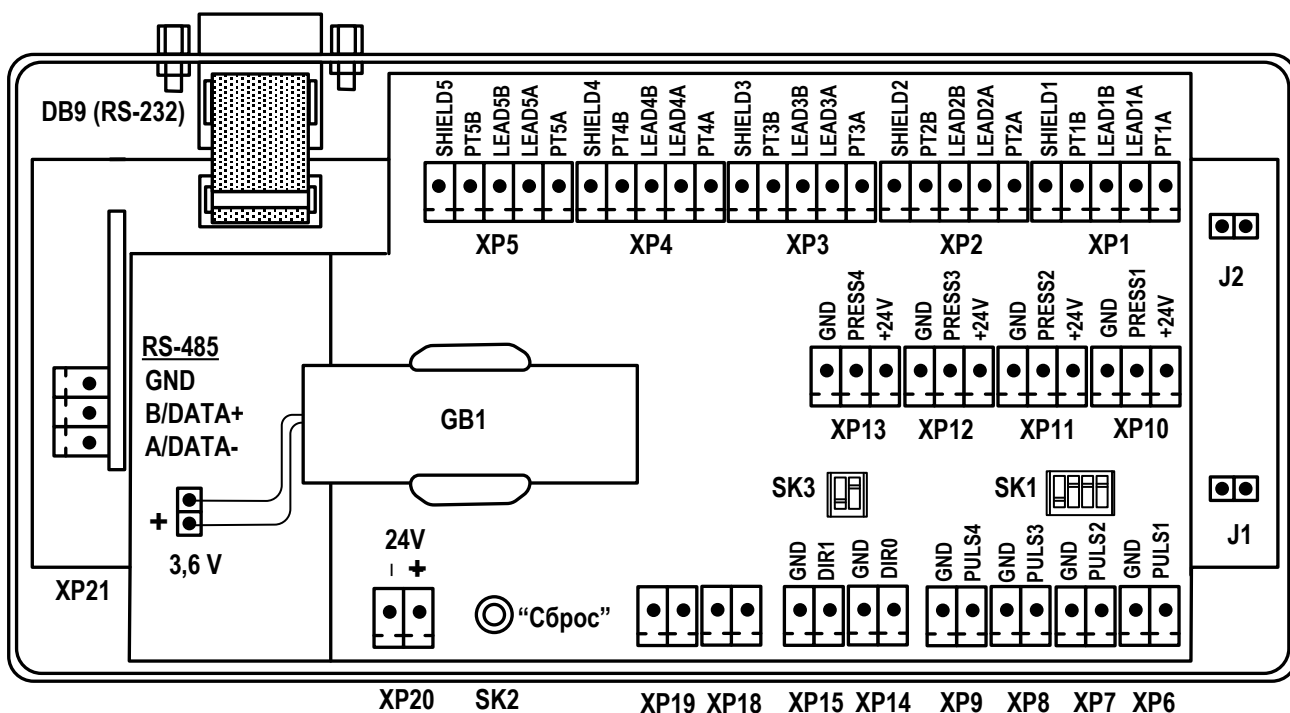 DB9 (RS-232)
SHIELD5 PT5B LEAD5B LEAD5A PT5A SHIELD4 PT4B LEAD4B LEAD4A PT4A SHIELD3 PT3B LEAD3B LEAD3A PT3A SHIELD2 PT2B LEAD2B LEAD2A PT2A SHIELD1 PT1B LEAD1B LEAD1A PT1A
XP5 XP4 XP3 XP2 XP1
J2
GND PRESS4 +24V GND PRESS3 +24V GND PRESS2 +24V GND PRESS1 +24V
XP13 XP12 XP11 XP10
RS-485
GND
B/DATA+
A/DATA-
GB1
+
3,6 V
XP21
SK3 SK1
J1
24V
– +
GND DIR1 GND DIR0 GND PULS4 GND PULS3 GND PULS2 GND PULS1
“Сброс”
XP20 SK2 XP19 XP18 XP15 XP14 XP9 XP8 XP7 XP6